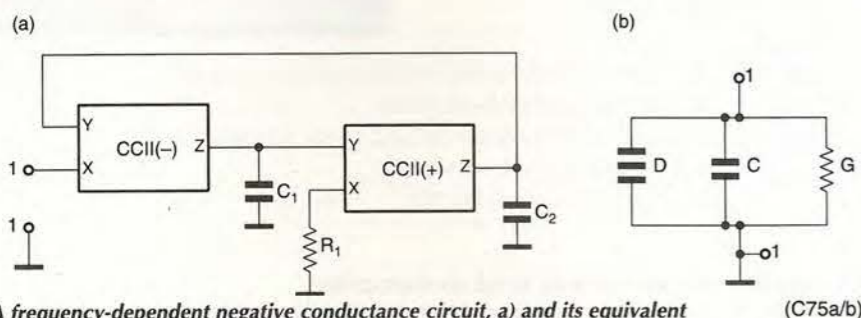 (a)
(b)
Y
X
CCII(–)
Z
1
1
C1
Y
X
CCII(+)
Z
R1
C2
1
D
C
G
1
A frequency-dependent negative conductance circuit, a) and its equivalent
(C75a/b)